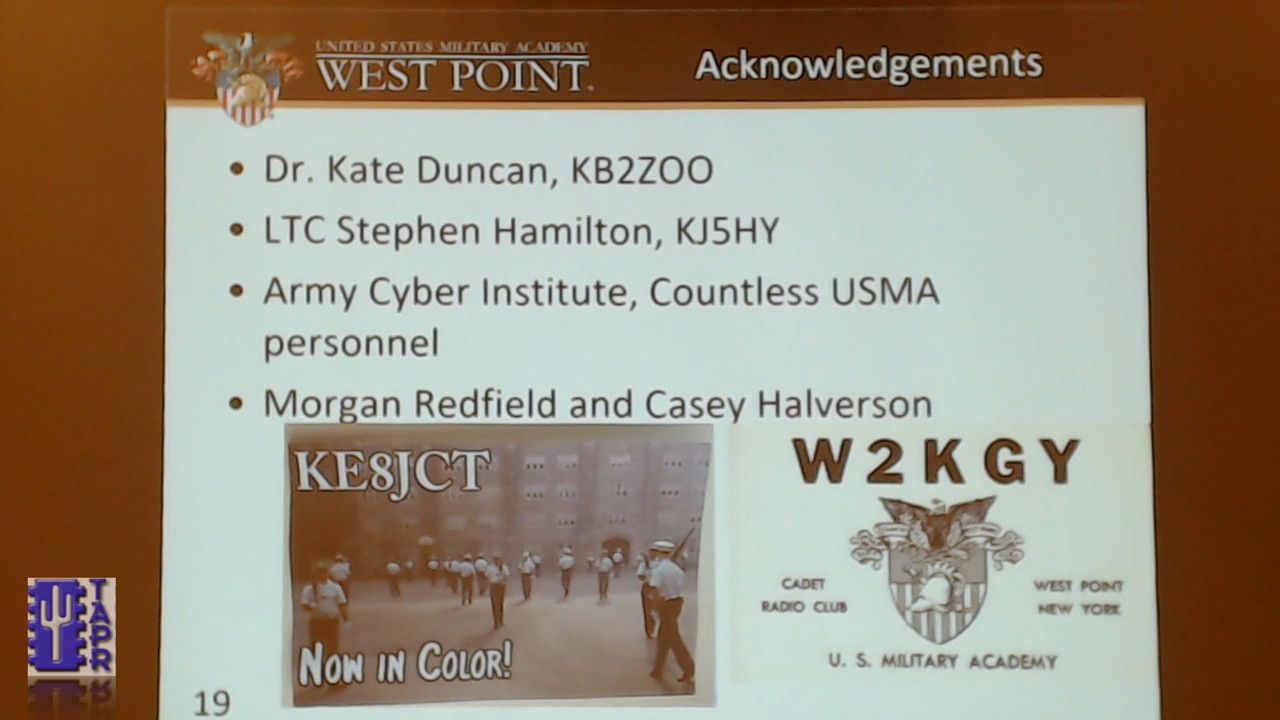 UNITED STATES MILITARY ACADEMY
WEST POINT.
Acknowledgements
• Dr. Kate Duncan, KB2ZOO
• LTC Stephen Hamilton, KJ5HY
• Army Cyber Institute, Countless USMA
personnel
• Morgan Redfield and Casey Halverson
KE8JCT
NOW IN COLOR!
W2KGY
CADET
RADIO CLUB
WEST POINT
NEW YORK
U. S. MILITARY ACADEMY
TAPR
19